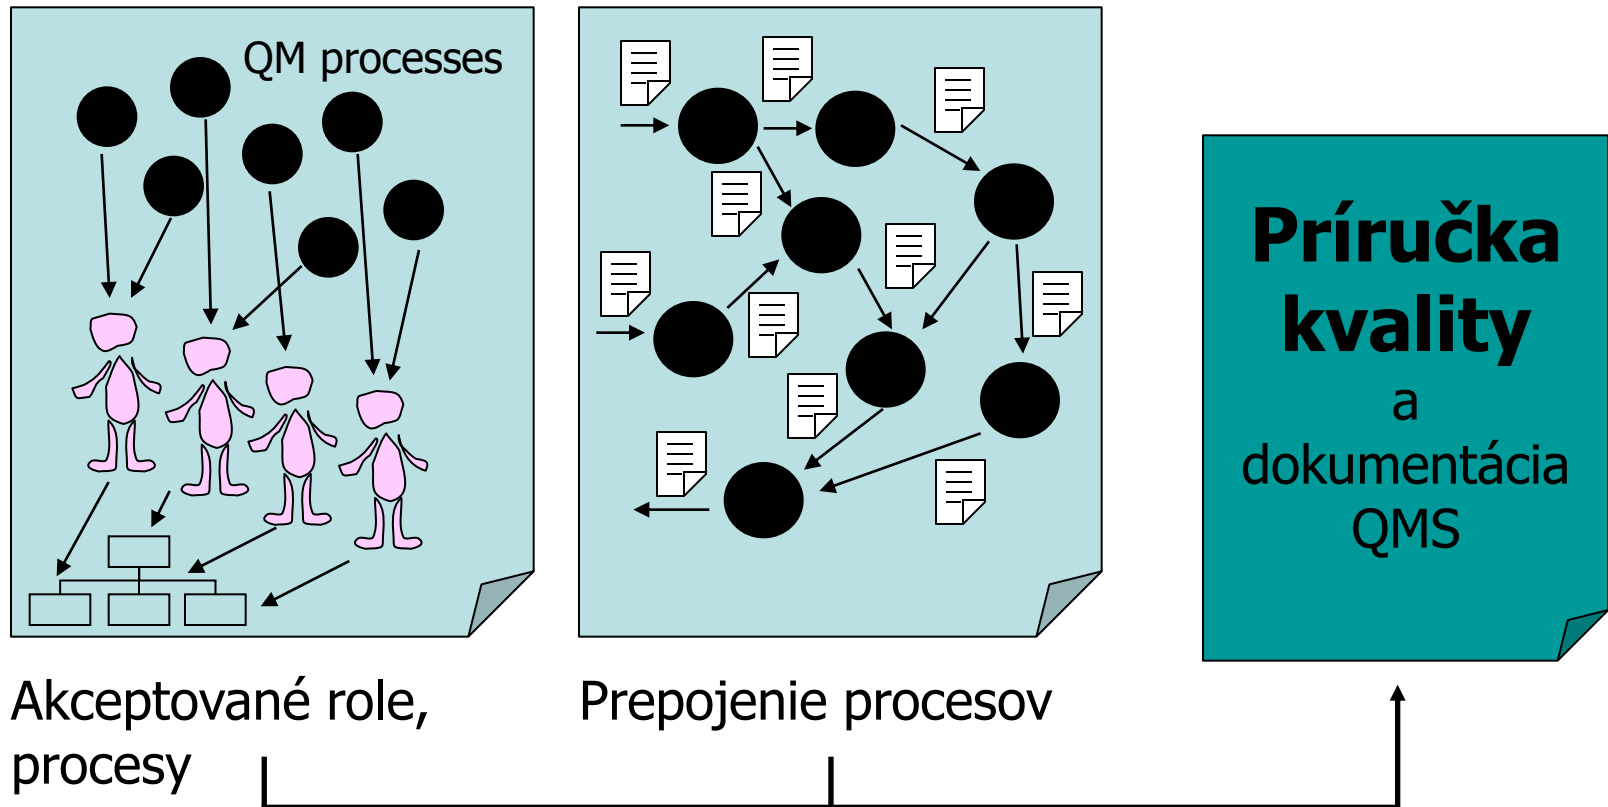 QM processes
Akceptované role,
procesy
Prepojenie procesov
Príručka
kvality
a
dokumentácia
QMS